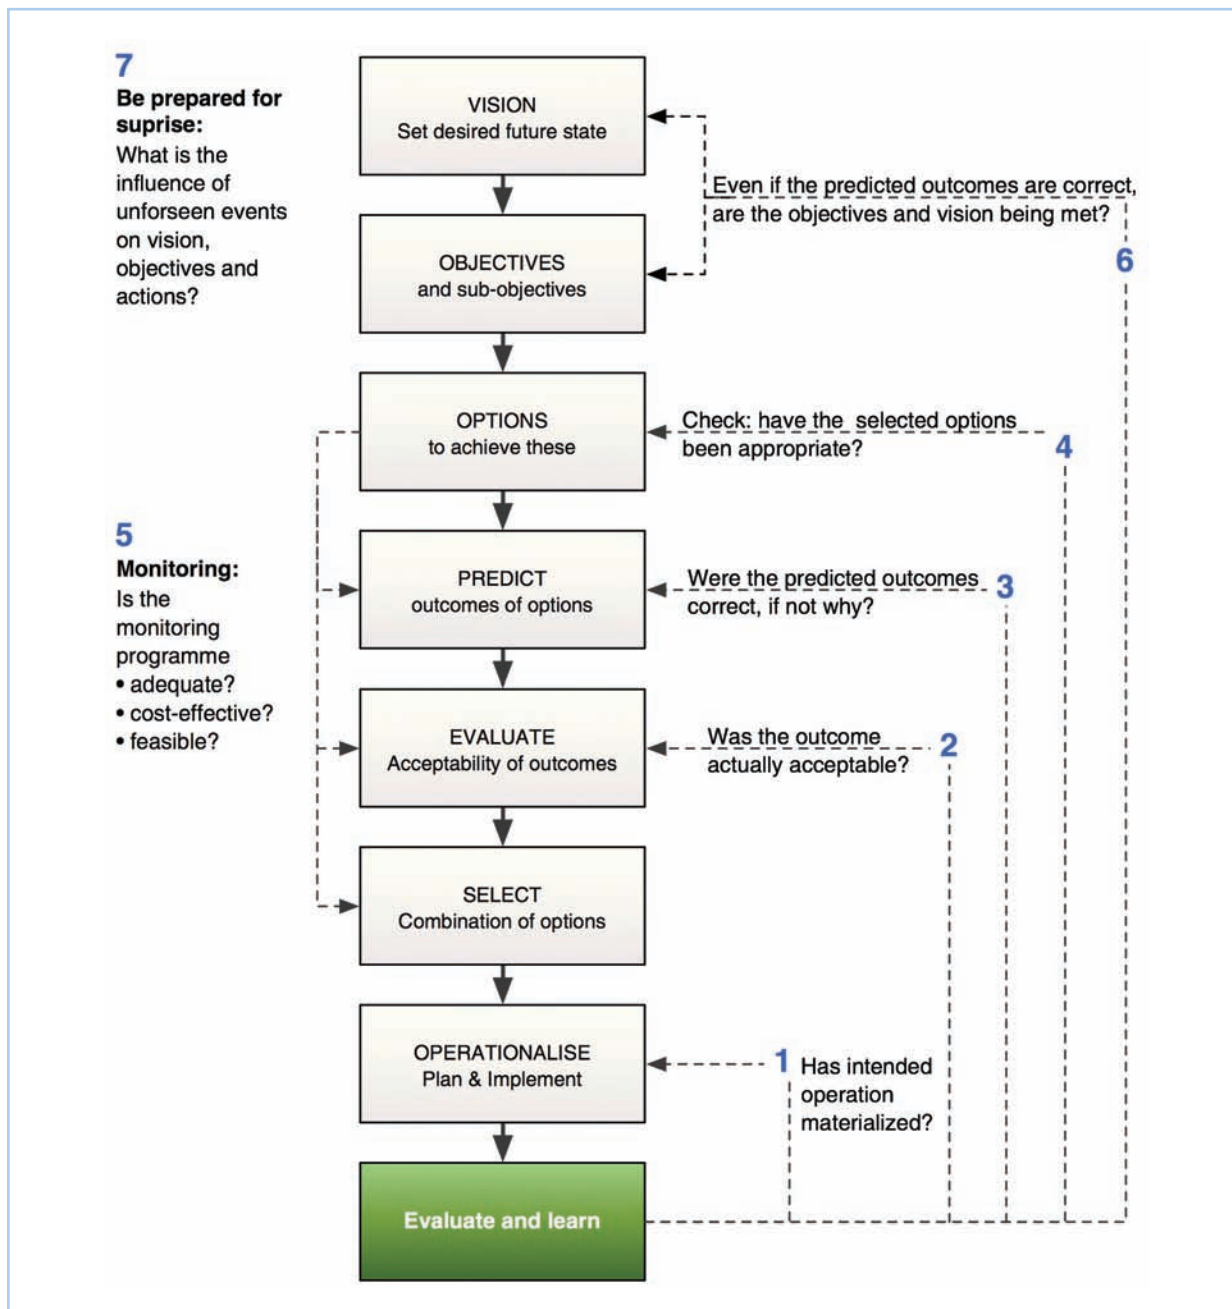 7
Be prepared for
suprise:
What is the
influence of
unforseen events
on vision,
objectives and
actions?
VISION
Set desired future state
Even if the predicted outcomes are correct,
are the objectives and vision being met?
6
OBJECTIVES
and sub-objectives
OPTIONS
to achieve these
Check: have the selected options
been appropriate?
4
5
Monitoring:
Is the
monitoring
programme
• adequate?
• cost-effective?
• feasible?
PREDICT
outcomes of options
Were the predicted outcomes
correct, if not why?
3
EVALUATE
Acceptability of outcomes
Was the outcome
actually acceptable?
2
SELECT
Combination of options
OPERATIONALISE
Plan & Implement
1
Has intended
operation
materialized?
Evaluate and learn